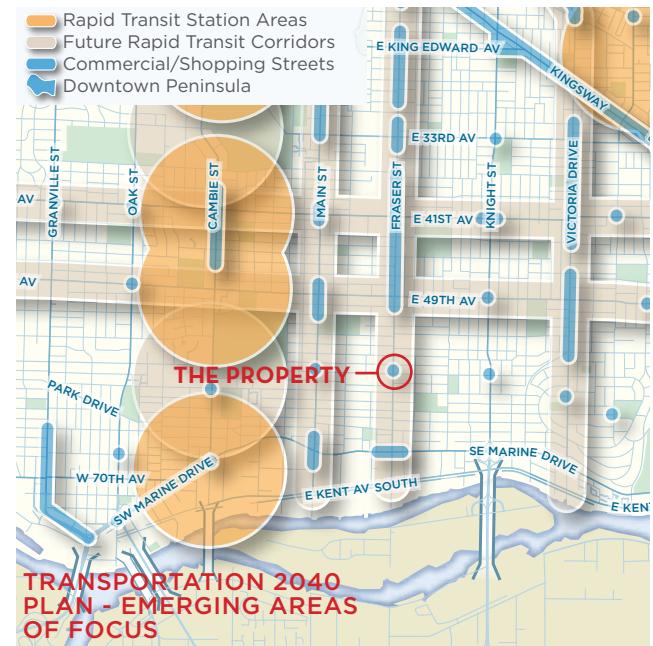 Rapid Transit Station Areas
Future Rapid Transit Corridors
Commercial/Shopping Streets
Downtown Peninsula
E KING EDWARD AV
KINGSWAY
E 33RD AV
GRANVILLE ST
OAK ST
CAMBIE ST
MAIN ST
FRASER ST
KNIGHT ST
VICTORIA DRIVE
AV
E 41ST AV
AV
E 49TH AV
THE PROPERTY
PARK DRIVE
W 70TH AV
SW MARINE DRIVE
SE MARINE DRIVE
E KENT AV SOUTH
E KEN
TRANSPORTATION 2040
PLAN - EMERGING AREAS
OF FOCUS